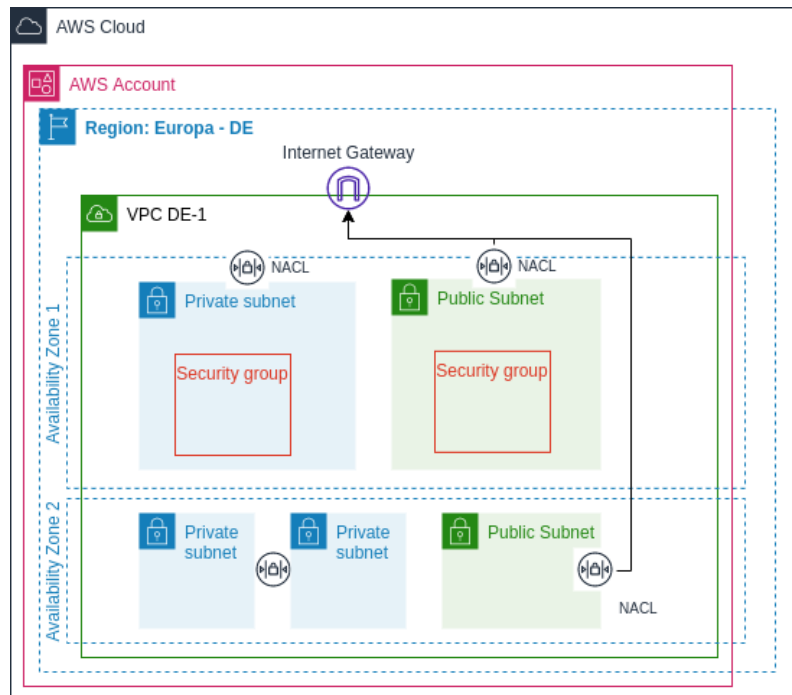 AWS Cloud
AWS Account
Region: Europa - DE
Internet Gateway
VPC DE-1
NACL
NACL
Availability Zone 1
Private subnet
Public Subnet
Security group
Security group
Availability Zone 2
Private
subnet
Private
subnet
Public Subnet
NACL